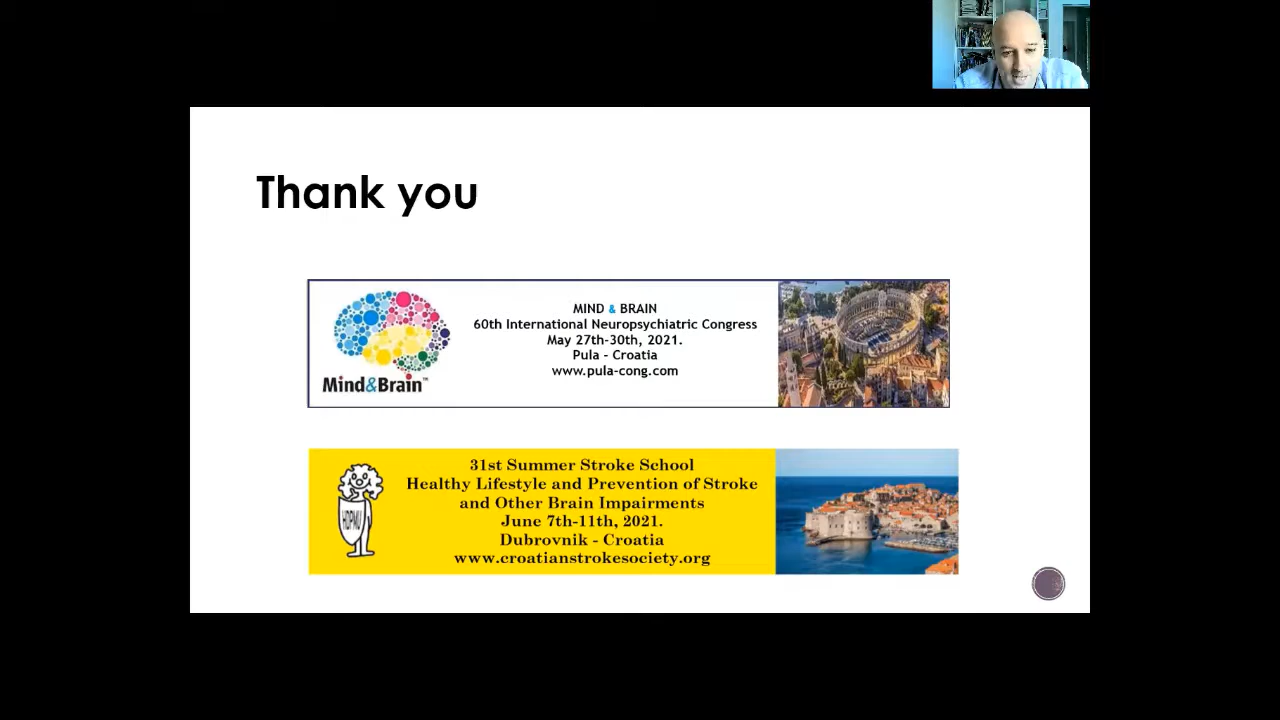 Thank you
MIND & BRAIN
60th International Neuropsychiatric Congress
May 27th-30th, 2021.
Pula - Croatia
www.pula-cong.com
Mind&Brain™
31st Summer Stroke School
Healthy Lifestyle and Prevention of Stroke
and Other Brain Impairments
June 7th-11th, 2021.
Dubrovnik - Croatia
www.croatianstrokesociety.org
HDPMU